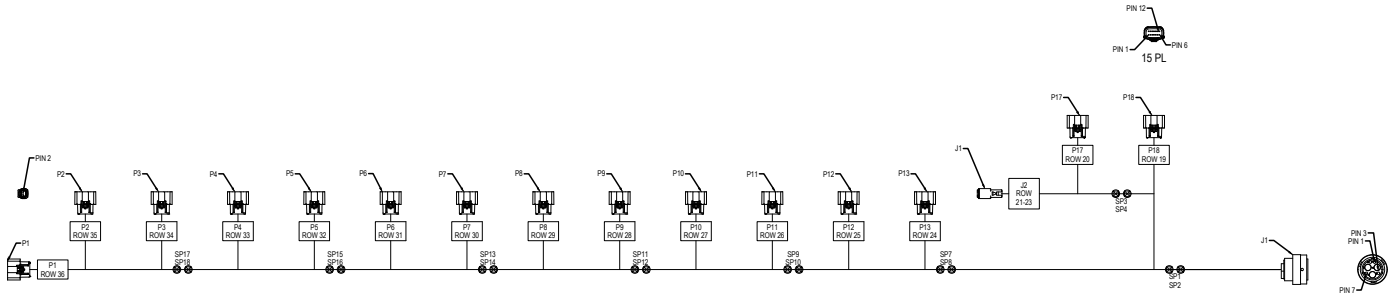 PIN 12
PIN 1
PIN 6
15 PL
P17
P18
P17
ROW 20
P18
ROW 19
J1
J2
ROW
21-23
SP3
SP4
PIN 2
P2
P3
P4
P5
P6
P7
P8
P9
P10
P11
P12
P13
P2
ROW 35
P3
ROW 34
P4
ROW 33
P5
ROW 32
P6
ROW 31
P7
ROW 30
P8
ROW 29
P9
ROW 28
P10
ROW 27
P11
ROW 26
P12
ROW 25
P13
ROW 24
P1
P1
ROW 36
SP17
SP18
SP15
SP16
SP13
SP14
SP11
SP12
SP9
SP10
SP7
SP8
SP1
SP2
J1
PIN 3
PIN 1
PIN 7